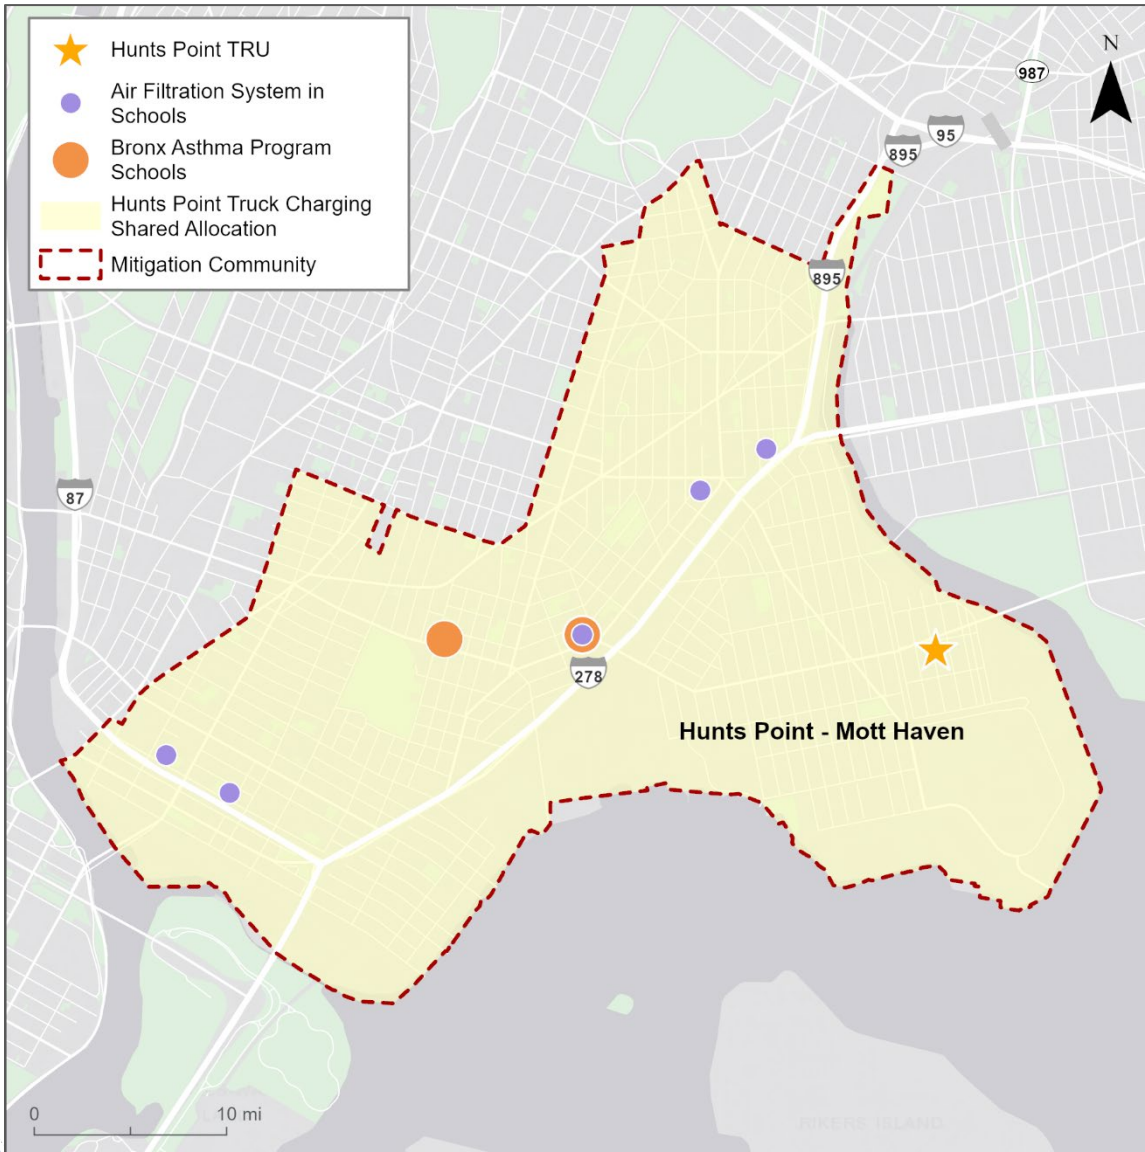 Hunts Point TRU
Air Filtration System in
Schools
Bronx Asthma Program
Schools
Hunts Point Truck Charging
Shared Allocation
Mitigation Community
N
987
95
895
895
87
278
Hunts Point - Mott Haven
0 10 mi
RIKERS ISLAND